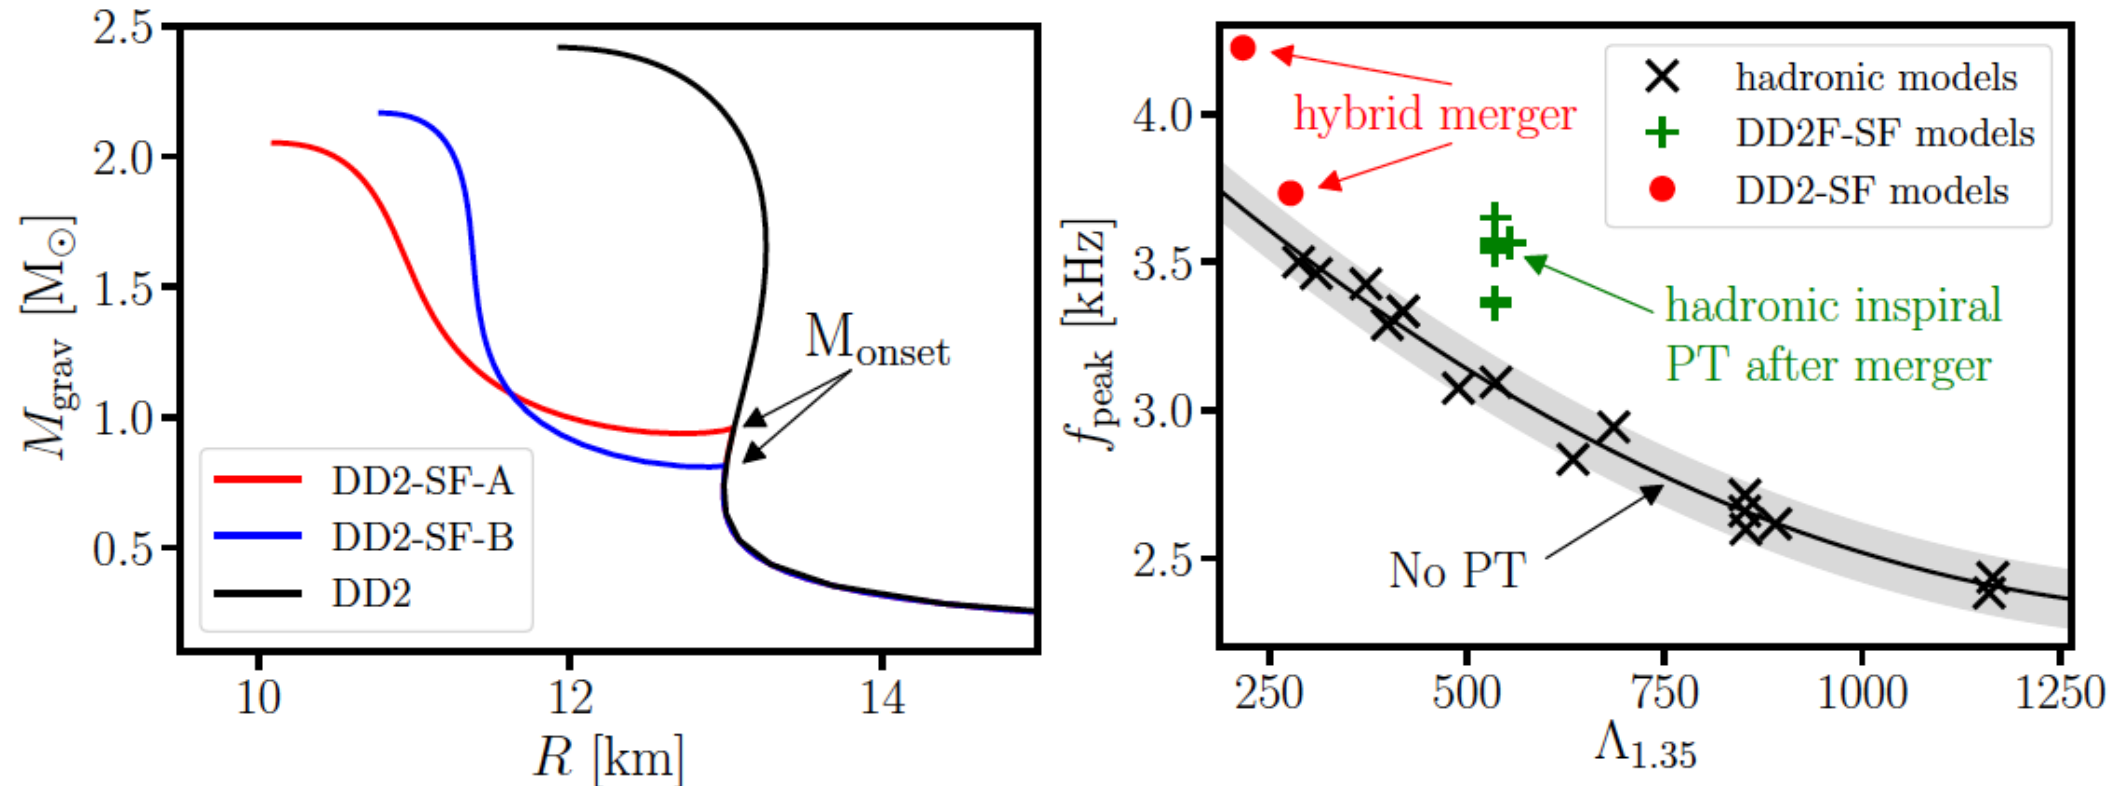 2.5
2.0
1.5
1.0
0.5
M_grav [M_⊙]
M_onset
DD2-SF-A
DD2-SF-B
DD2
10 12 14
R [km]
4.0
3.5
3.0
2.5
f_peak [kHz]
hybrid merger
hadronic models
DD2F-SF models
DD2-SF models
hadronic inspiral
PT after merger
No PT
250 500 750 1000 1250
Λ_1.35